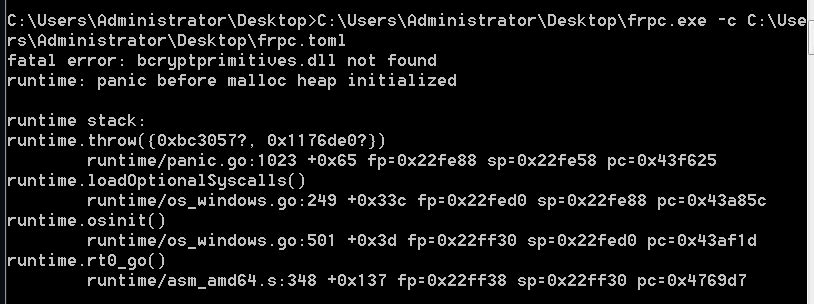 C:\Users\Administrator\Desktop>C:\Users\Administrator\Desktop\frpc.exe -c C:\Use
rs\Administrator\Desktop\frpc.toml
fatal error: bcryptprimitives.dll not found
runtime: panic before malloc heap initialized

runtime stack:
runtime.throw({0xbc3057?, 0x1176de0?})
        runtime/panic.go:1023 +0x65 fp=0x22fe88 sp=0x22fe58 pc=0x43f625
runtime.loadOptionalSyscalls()
        runtime/os_windows.go:249 +0x33c fp=0x22fed0 sp=0x22fe88 pc=0x43a85c
runtime.osinit()
        runtime/os_windows.go:501 +0x3d fp=0x22ff30 sp=0x22fed0 pc=0x43af1d
runtime.rt0_go()
        runtime/asm_amd64.s:348 +0x137 fp=0x22ff38 sp=0x22ff30 pc=0x4769d7